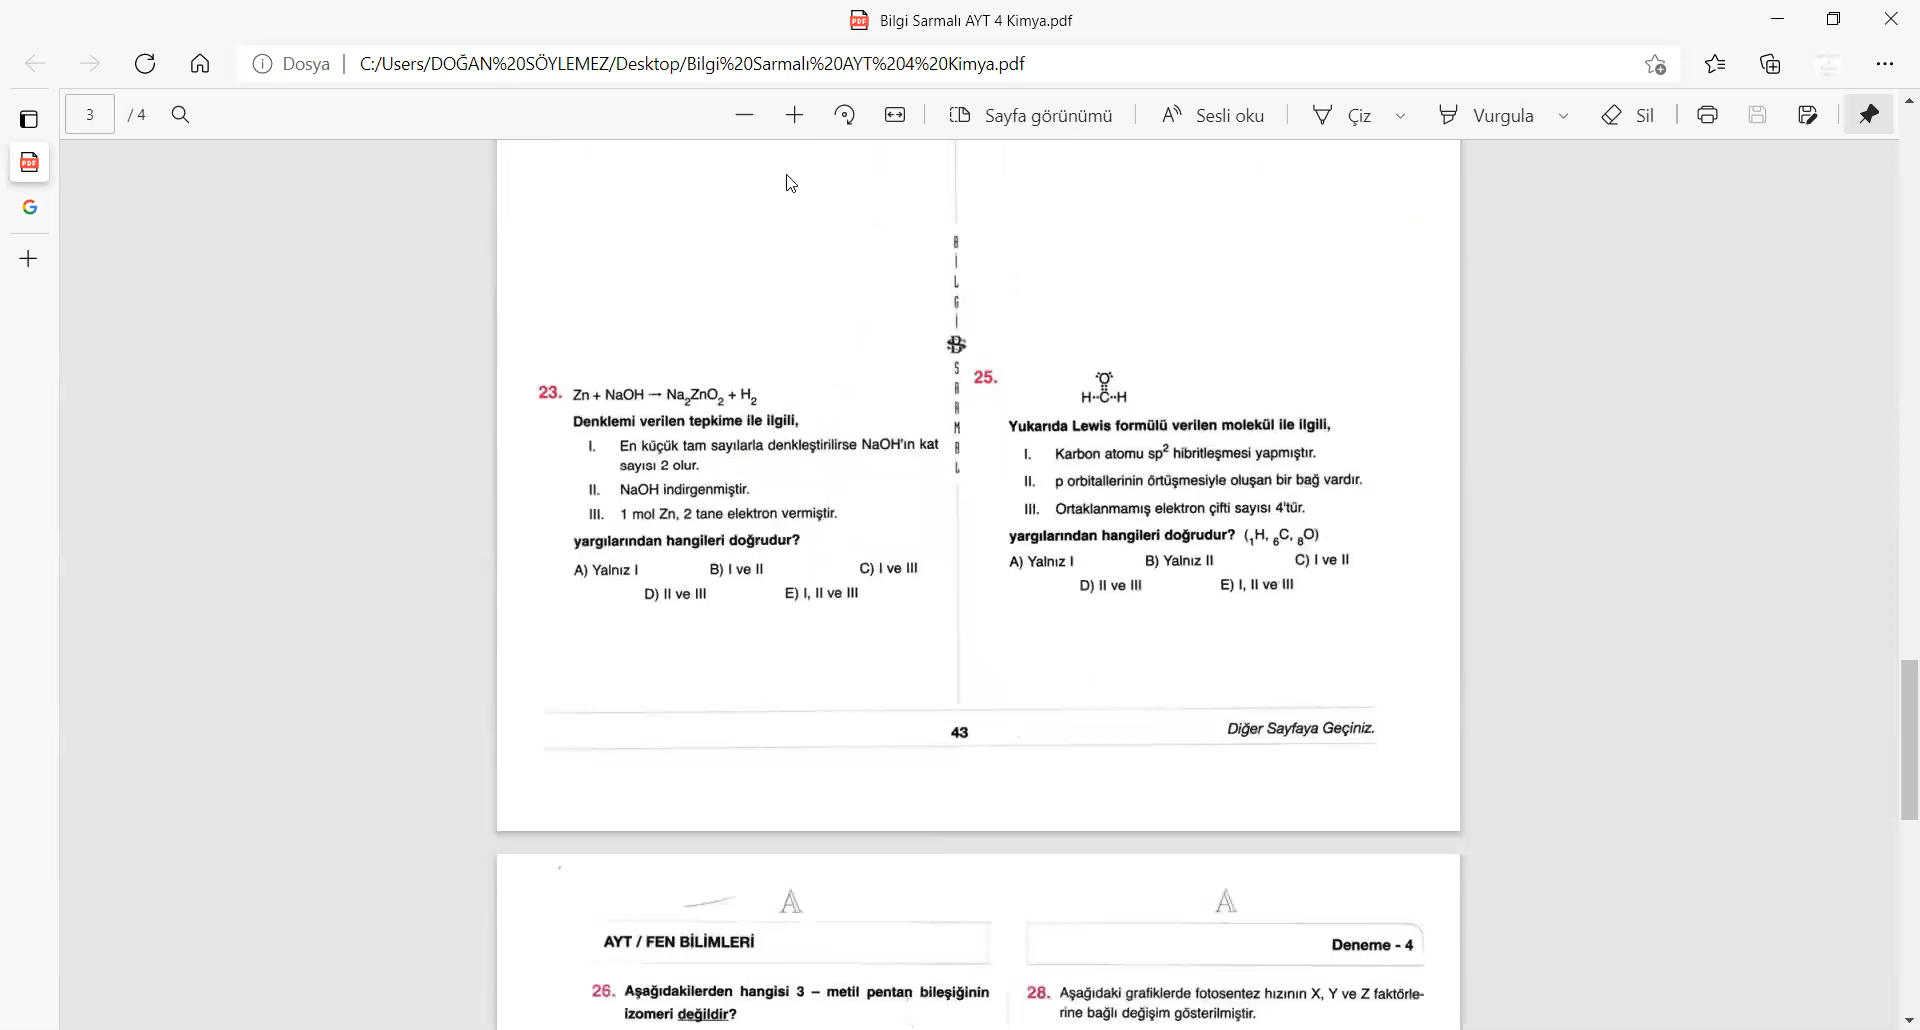 Bilgi Sarmalı AYT 4 Kimya.pdf
Dosya | C:/Users/DOĞAN%20SÖYLEMEZ/Desktop/Bilgi%20Sarmalı%20AYT%204%20Kimya.pdf
3 / 4
Sayfa görünümü
Sesli oku
Çiz
Vurgula
Sil
BİLGİ SARMAL
23. Zn + NaOH → Na₂ZnO₂ + H₂
Denklemi verilen tepkime ile ilgili,
I. En küçük tam sayılarla denkleştirilirse NaOH'ın kat
sayısı 2 olur.
II. NaOH indirgenmiştir.
III. 1 mol Zn, 2 tane elektron vermiştir.
yargılarından hangileri doğrudur?
A) Yalnız I B) I ve II C) I ve III
D) II ve III E) I, II ve III
25.
O
H··C··H
Yukarıda Lewis formülü verilen molekül ile ilgili,
I. Karbon atomu sp² hibritleşmesi yapmıştır.
II. p orbitallerinin örtüşmesiyle oluşan bir bağ vardır.
III. Ortaklanmamış elektron çifti sayısı 4'tür.
yargılarından hangileri doğrudur? (₁H, ₆C, ₈O)
A) Yalnız I B) Yalnız II C) I ve II
D) II ve III E) I, II ve III
43
Diğer Sayfaya Geçiniz.
A
A
AYT / FEN BİLİMLERİ
Deneme - 4
26. Aşağıdakilerden hangisi 3 – metil pentan bileşiğinin
izomeri değildir?
28. Aşağıdaki grafiklerde fotosentez hızının X, Y ve Z faktörle-
rine bağlı değişim gösterilmiştir.